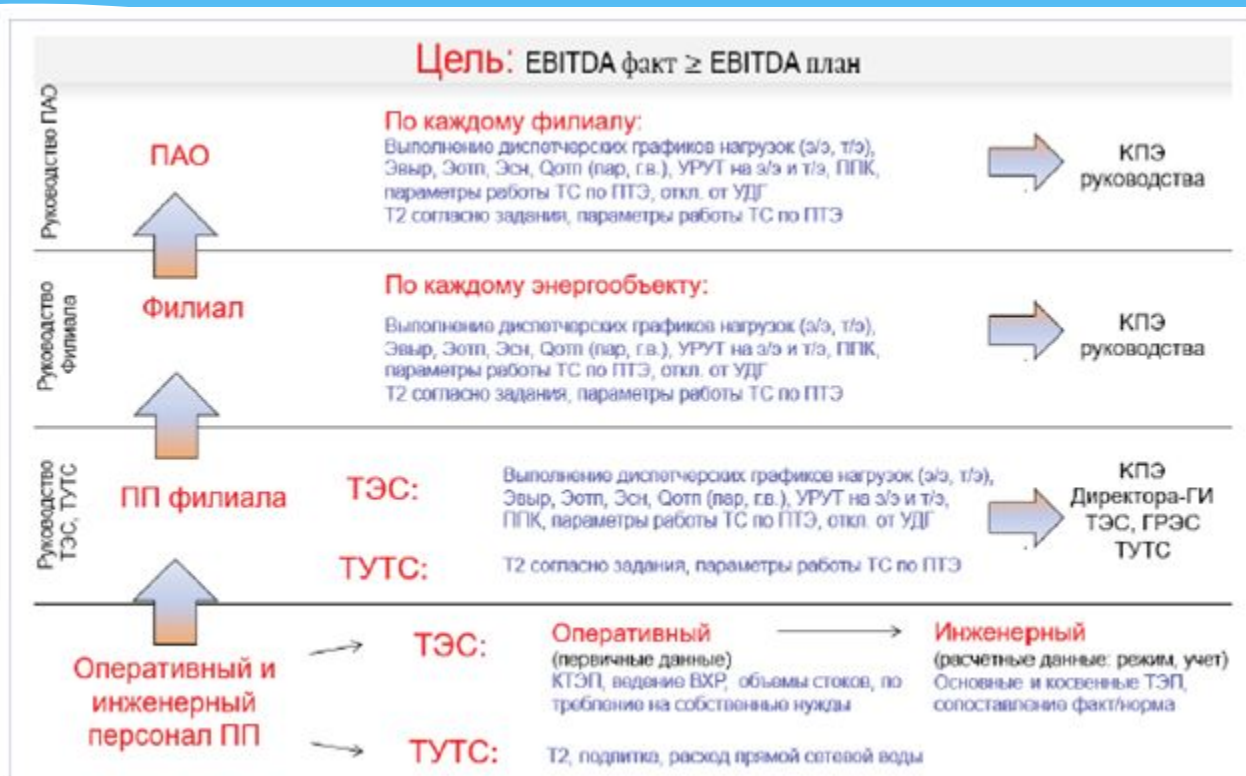 Цель: EBITDA факт ≥ EBITDA план
Руководство ПАО
ПАО
По каждому филиалу:
Выполнение диспетчерских графиков нагрузок (э/э, т/э),
Эвыр, Эотп, Эсн, Qотп (пар, г.в.), УРУТ на э/э и т/э, ППК,
параметры работы ТС по ПТЭ, откл. от УДГ
Т2 согласно задания, параметры работы ТС по ПТЭ
КПЭ
руководства
Руководство
Филиала
Филиал
По каждому энергообъекту:
Выполнение диспетчерских графиков нагрузок (э/э, т/э),
Эвыр, Эотп, Эсн, Qотп (пар, г.в.), УРУТ на э/э и т/э, ППК,
параметры работы ТС по ПТЭ, откл. от УДГ
Т2 согласно задания, параметры работы ТС по ПТЭ
КПЭ
руководства
Руководство
ТЭС, ТУТС
ПП филиала
ТЭС:
Выполнение диспетчерских графиков нагрузок (э/э, т/э),
Эвыр, Эотп, Эсн, Qотп (пар, г.в.), УРУТ на э/э и т/э,
ППК, параметры работы ТС по ПТЭ, откл. от УДГ
ТУТС:
Т2 согласно задания, параметры работы ТС по ПТЭ
КПЭ
Директора-ГИ
ТЭС, ГРЭС
ТУТС
Оперативный и
инженерный
персонал ПП
ТЭС:
Оперативный
(первичные данные)
КТЭП, ведение ВХР, объемы стоков, по
требление на собственные нужды
Инженерный
(расчетные данные: режим, учет)
Основные и косвенные ТЭП,
сопоставление факт/норма
ТУТС:
Т2, подпитка, расход прямой сетевой воды